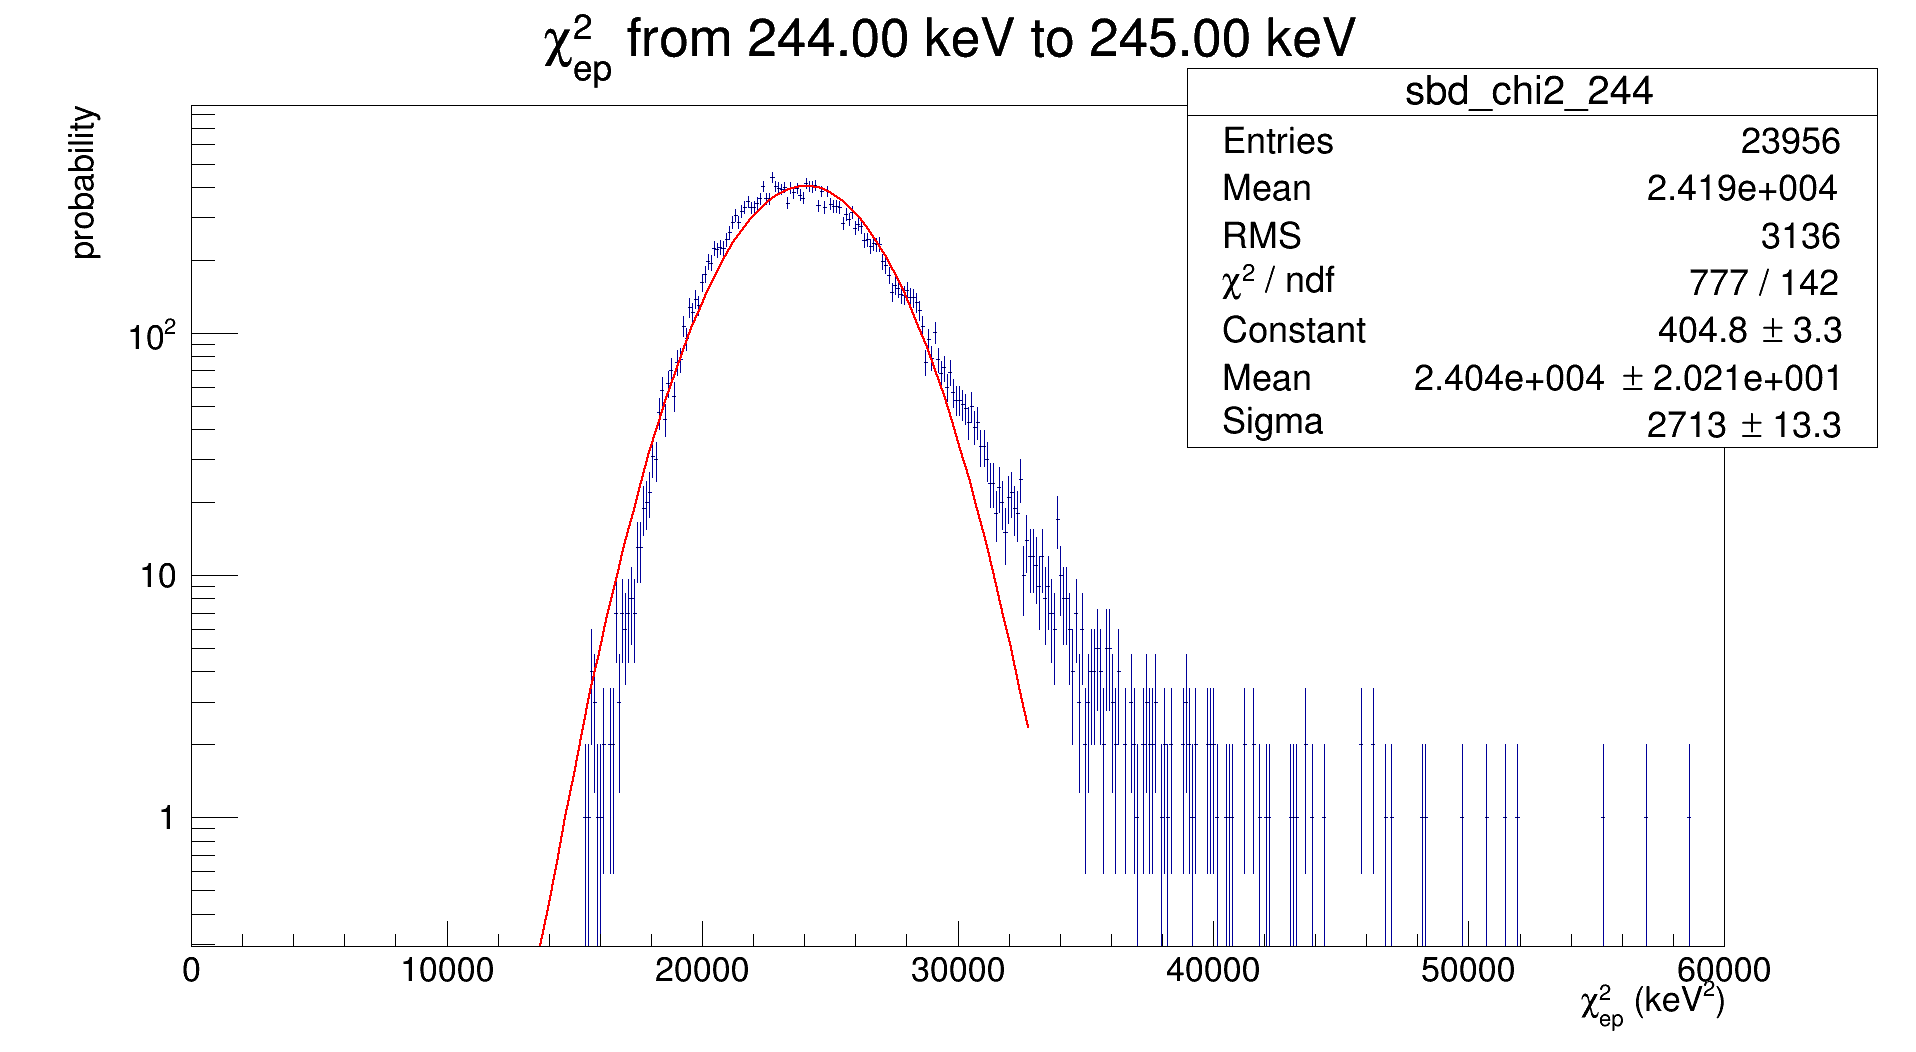 χ²ep from 244.00 keV to 245.00 keV
probability
sbd_chi2_244
Entries 23956
Mean 2.419e+004
RMS 3136
χ² / ndf 777 / 142
Constant 404.8 ± 3.3
Mean 2.404e+004 ± 2.021e+001
Sigma 2713 ± 13.3
10²
10
1
0 10000 20000 30000 40000 50000 60000
χ²ep (keV²)